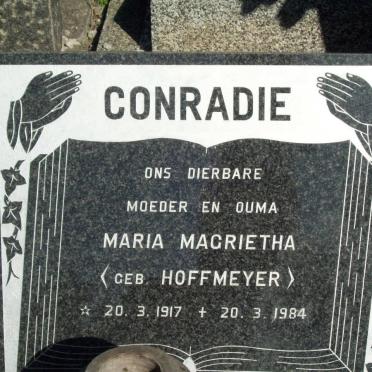 CONRADIE
ONS DIERBARE
MOEDER EN OUMA
MARIA MAGRIETHA
(GEB HOFFMEYER)
☆ 20.3.1917 + 20.3.1984